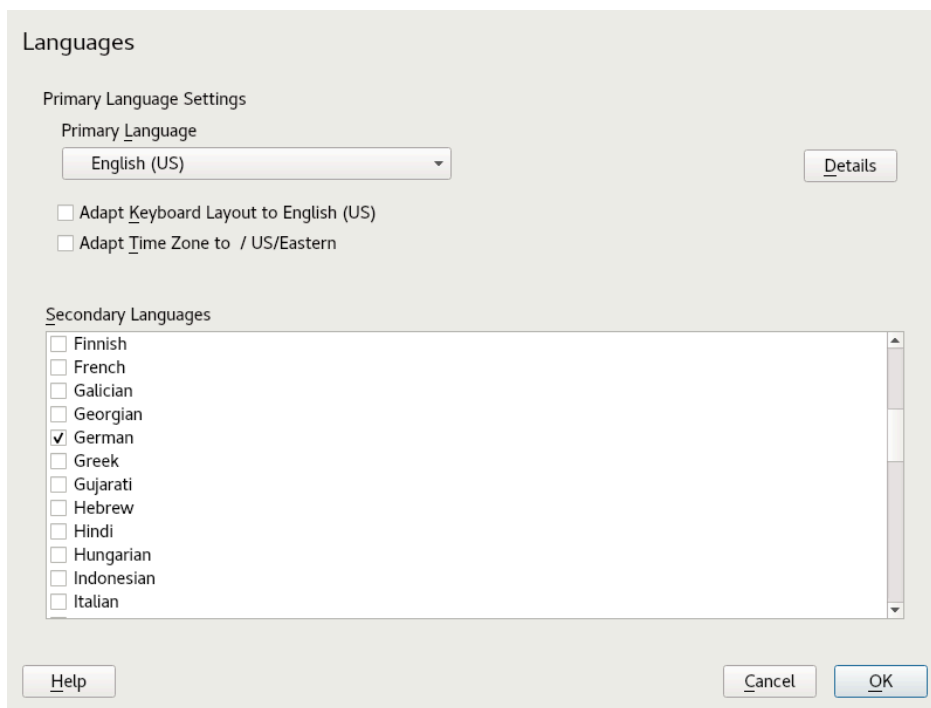 Languages
Primary Language Settings
Primary Language
English (US)
Details
Adapt Keyboard Layout to English (US)
Adapt Time Zone to / US/Eastern
Secondary Languages
Finnish
French
Galician
Georgian
German
Greek
Gujarati
Hebrew
Hindi
Hungarian
Indonesian
Italian
Help
Cancel
OK